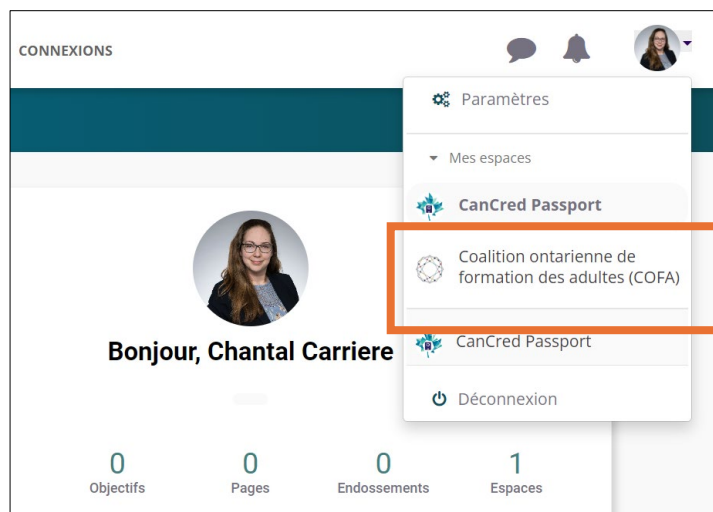 CONNEXIONS
Paramètres
Mes espaces
CanCred Passport
Coalition ontarienne de
formation des adultes (COFA)
CanCred Passport
Déconnexion
Bonjour, Chantal Carriere
0 0 0 1
Objectifs Pages Endossements Espaces